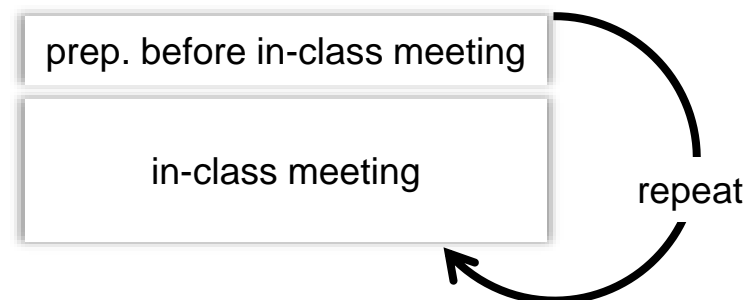 prep. before in-class meeting
in-class meeting
repeat